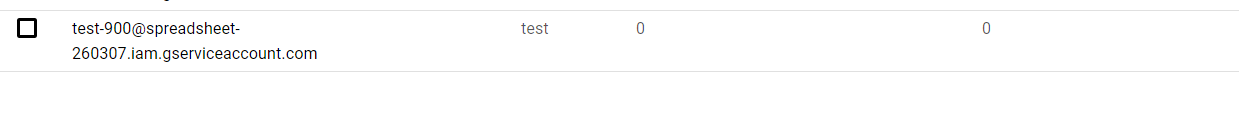 test-900@spreadsheet- test 0 0
260307.iam.gserviceaccount.com